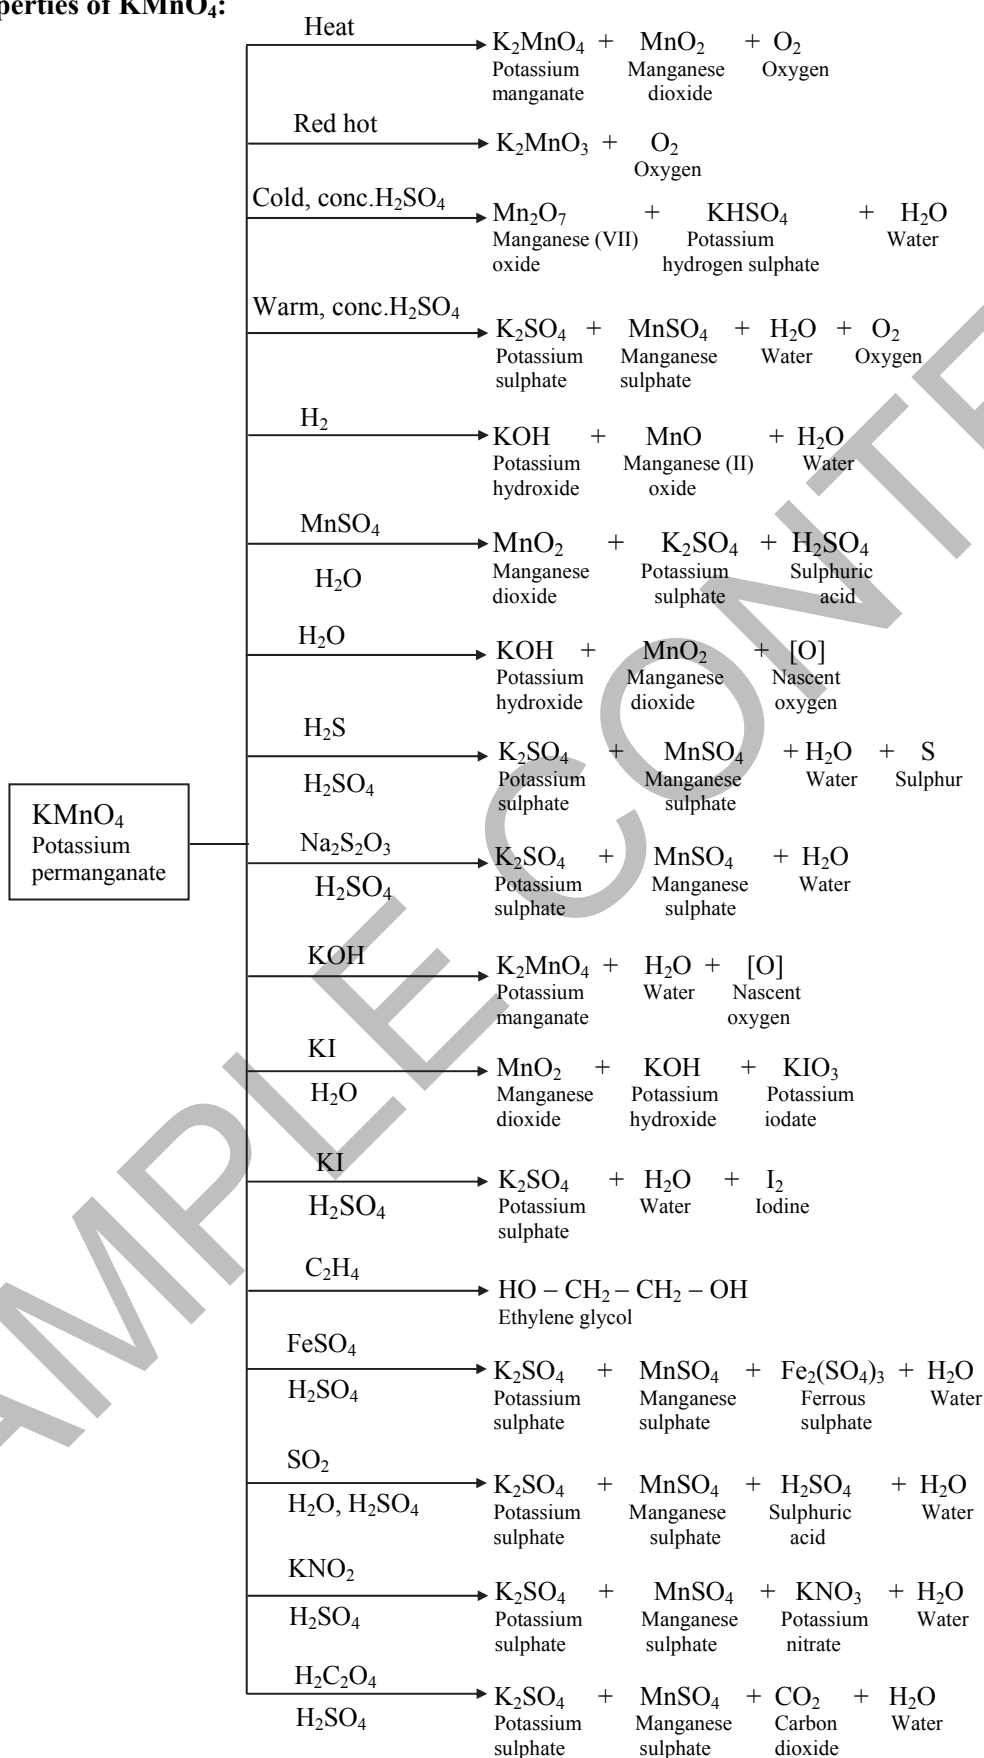 perties of KMnO₄:
Heat
K₂MnO₄ + MnO₂ + O₂
Potassium Manganese Oxygen
manganate dioxide
Red hot
K₂MnO₃ + O₂
Oxygen
Cold, conc.H₂SO₄
Mn₂O₇ + KHSO₄ + H₂O
Manganese (VII) Potassium Water
oxide hydrogen sulphate
Warm, conc.H₂SO₄
K₂SO₄ + MnSO₄ + H₂O + O₂
Potassium Manganese Water Oxygen
sulphate sulphate
H₂
KOH + MnO + H₂O
Potassium Manganese (II) Water
hydroxide oxide
MnSO₄
MnO₂ + K₂SO₄ + H₂SO₄
H₂O
Manganese Potassium Sulphuric
dioxide sulphate acid
H₂O
KOH + MnO₂ + [O]
Potassium Manganese Nascent
hydroxide dioxide oxygen
H₂S
K₂SO₄ + MnSO₄ + H₂O + S
H₂SO₄
Potassium Manganese Water Sulphur
sulphate sulphate
KMnO₄
Potassium
permanganate
Na₂S₂O₃
K₂SO₄ + MnSO₄ + H₂O
H₂SO₄
Potassium Manganese Water
sulphate sulphate
KOH
K₂MnO₄ + H₂O + [O]
Potassium Water Nascent
manganate oxygen
KI
MnO₂ + KOH + KIO₃
H₂O
Manganese Potassium Potassium
dioxide hydroxide iodate
KI
K₂SO₄ + H₂O + I₂
H₂SO₄
Potassium Water Iodine
sulphate
C₂H₄
HO – CH₂ – CH₂ – OH
Ethylene glycol
FeSO₄
K₂SO₄ + MnSO₄ + Fe₂(SO₄)₃ + H₂O
H₂SO₄
Potassium Manganese Ferrous Water
sulphate sulphate sulphate
SO₂
K₂SO₄ + MnSO₄ + H₂SO₄ + H₂O
H₂O, H₂SO₄
Potassium Manganese Sulphuric Water
sulphate sulphate acid
KNO₂
K₂SO₄ + MnSO₄ + KNO₃ + H₂O
H₂SO₄
Potassium Manganese Potassium Water
sulphate sulphate nitrate
H₂C₂O₄
K₂SO₄ + MnSO₄ + CO₂ + H₂O
H₂SO₄
Potassium Manganese Carbon Water
sulphate sulphate dioxide
AMPLE CONTE